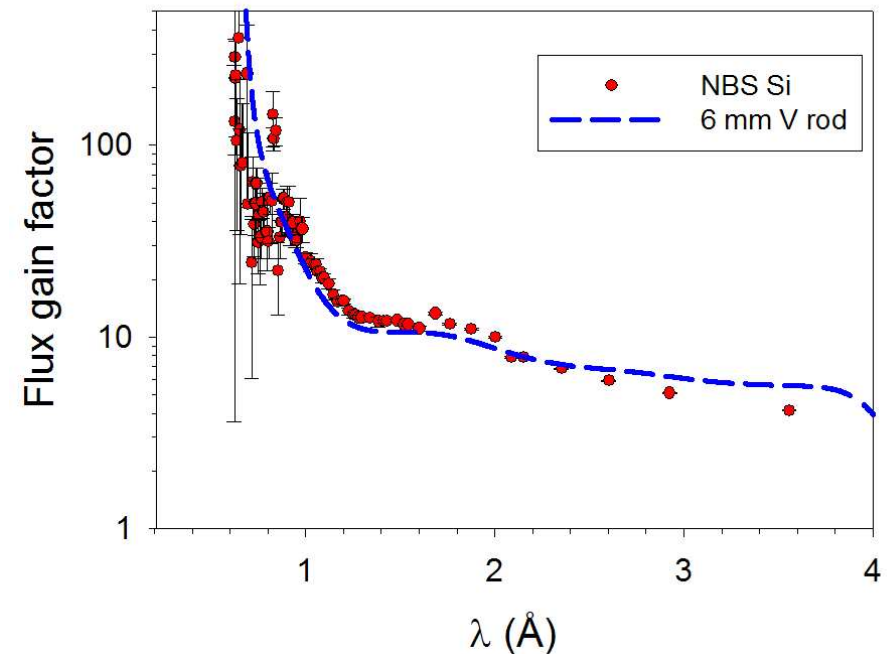 Flux gain factor
100
10
1
NBS Si
6 mm V rod
1 2 3 4
λ (Å)